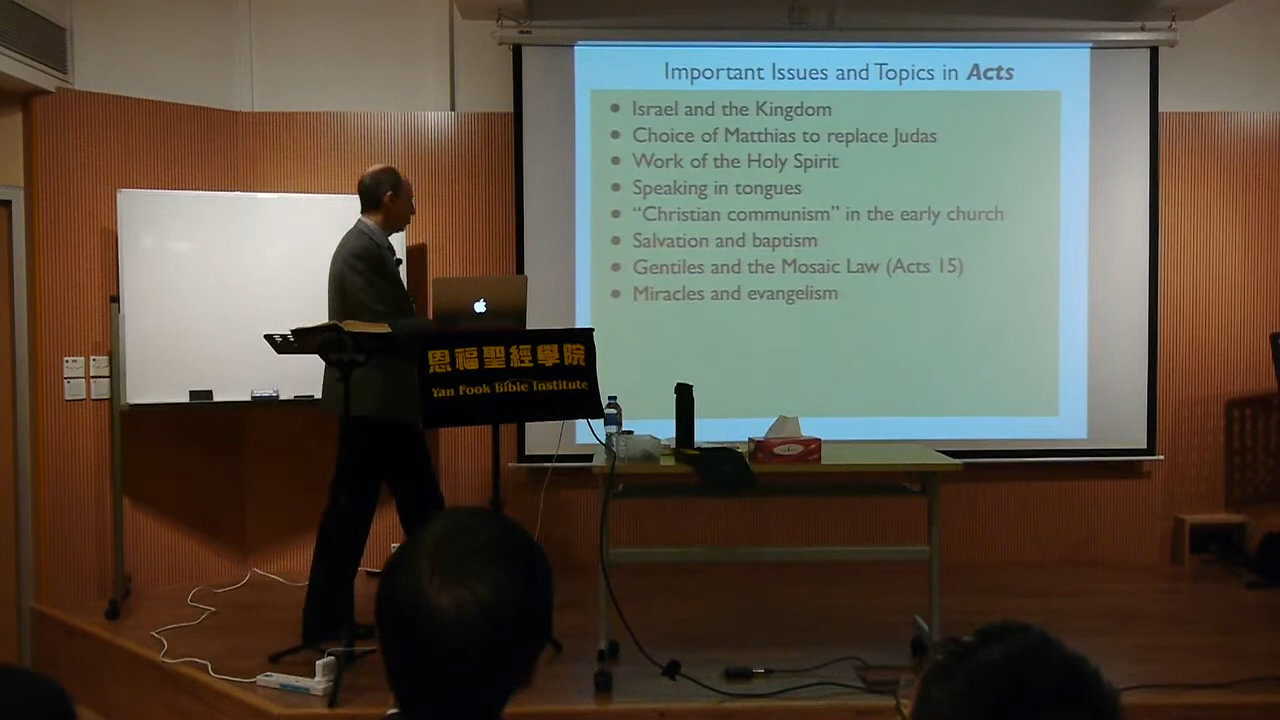 Important Issues and Topics in Acts
• Israel and the Kingdom
• Choice of Matthias to replace Judas
• Work of the Holy Spirit
• Speaking in tongues
• “Christian communism” in the early church
• Salvation and baptism
• Gentiles and the Mosaic Law (Acts 15)
• Miracles and evangelism
恩福聖經學院
Yan Fook Bible Institute